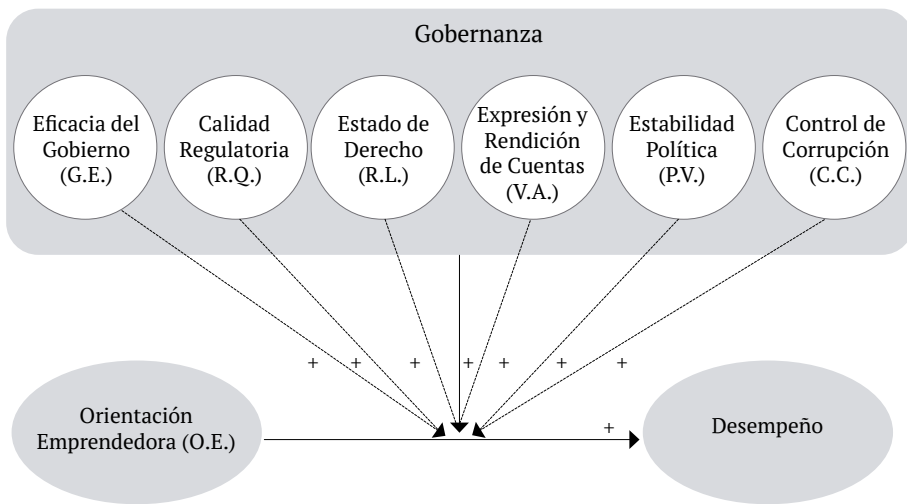 Gobernanza
Eficacia del
Gobierno
(G.E.)
Calidad
Regulatoria
(R.Q.)
Estado de
Derecho
(R.L.)
Expresión y
Rendición
de Cuentas
(V.A.)
Estabilidad
Política
(P.V.)
Control de
Corrupción
(C.C.)
+ + + + + + +
Orientación
Emprendedora (O.E.)
+
Desempeño